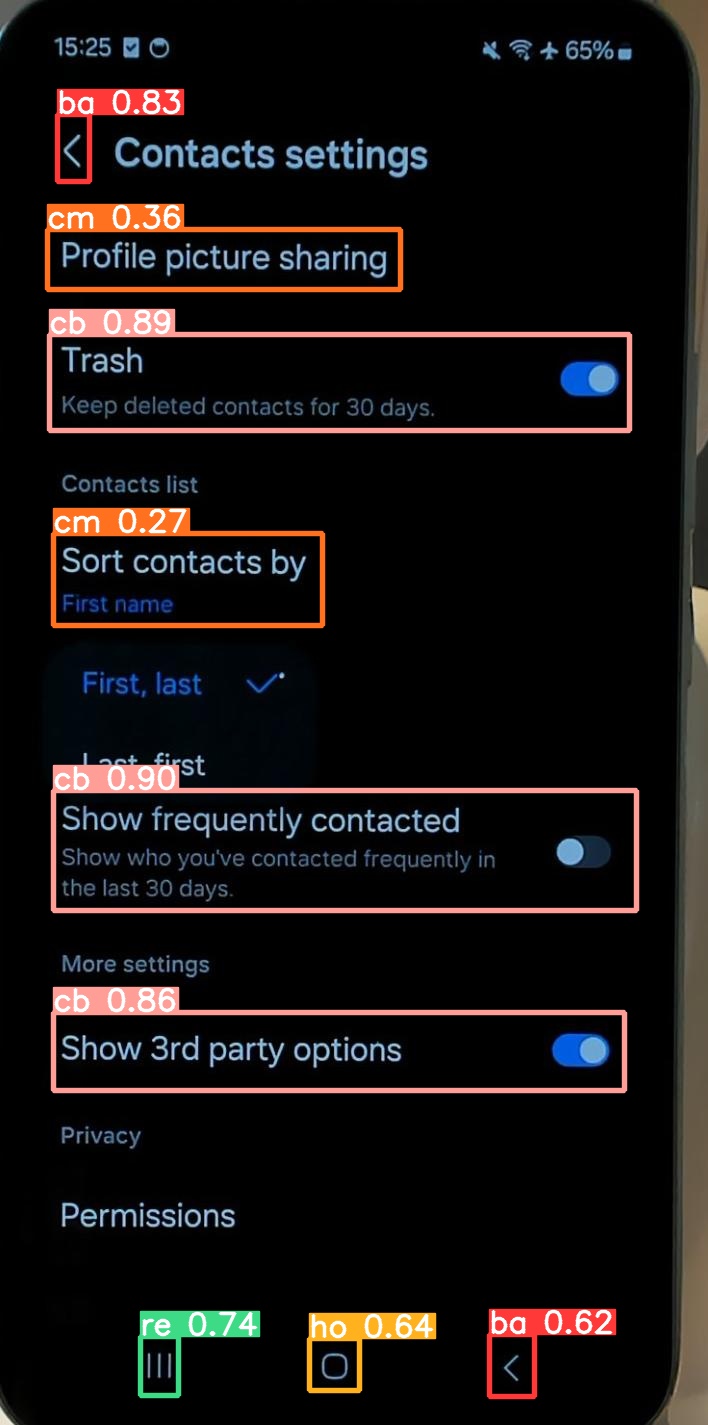 15:25
65%
ba 0.83
Contacts settings
cm 0.36
Profile picture sharing
cb 0.89
Trash
Keep deleted contacts for 30 days.
Contacts list
cm 0.27
Sort contacts by
First name
First, last
Last, first
cb 0.90
Show frequently contacted
Show who you've contacted frequently in
the last 30 days.
More settings
cb 0.86
Show 3rd party options
Privacy
Permissions
re 0.74
ho 0.64
ba 0.62